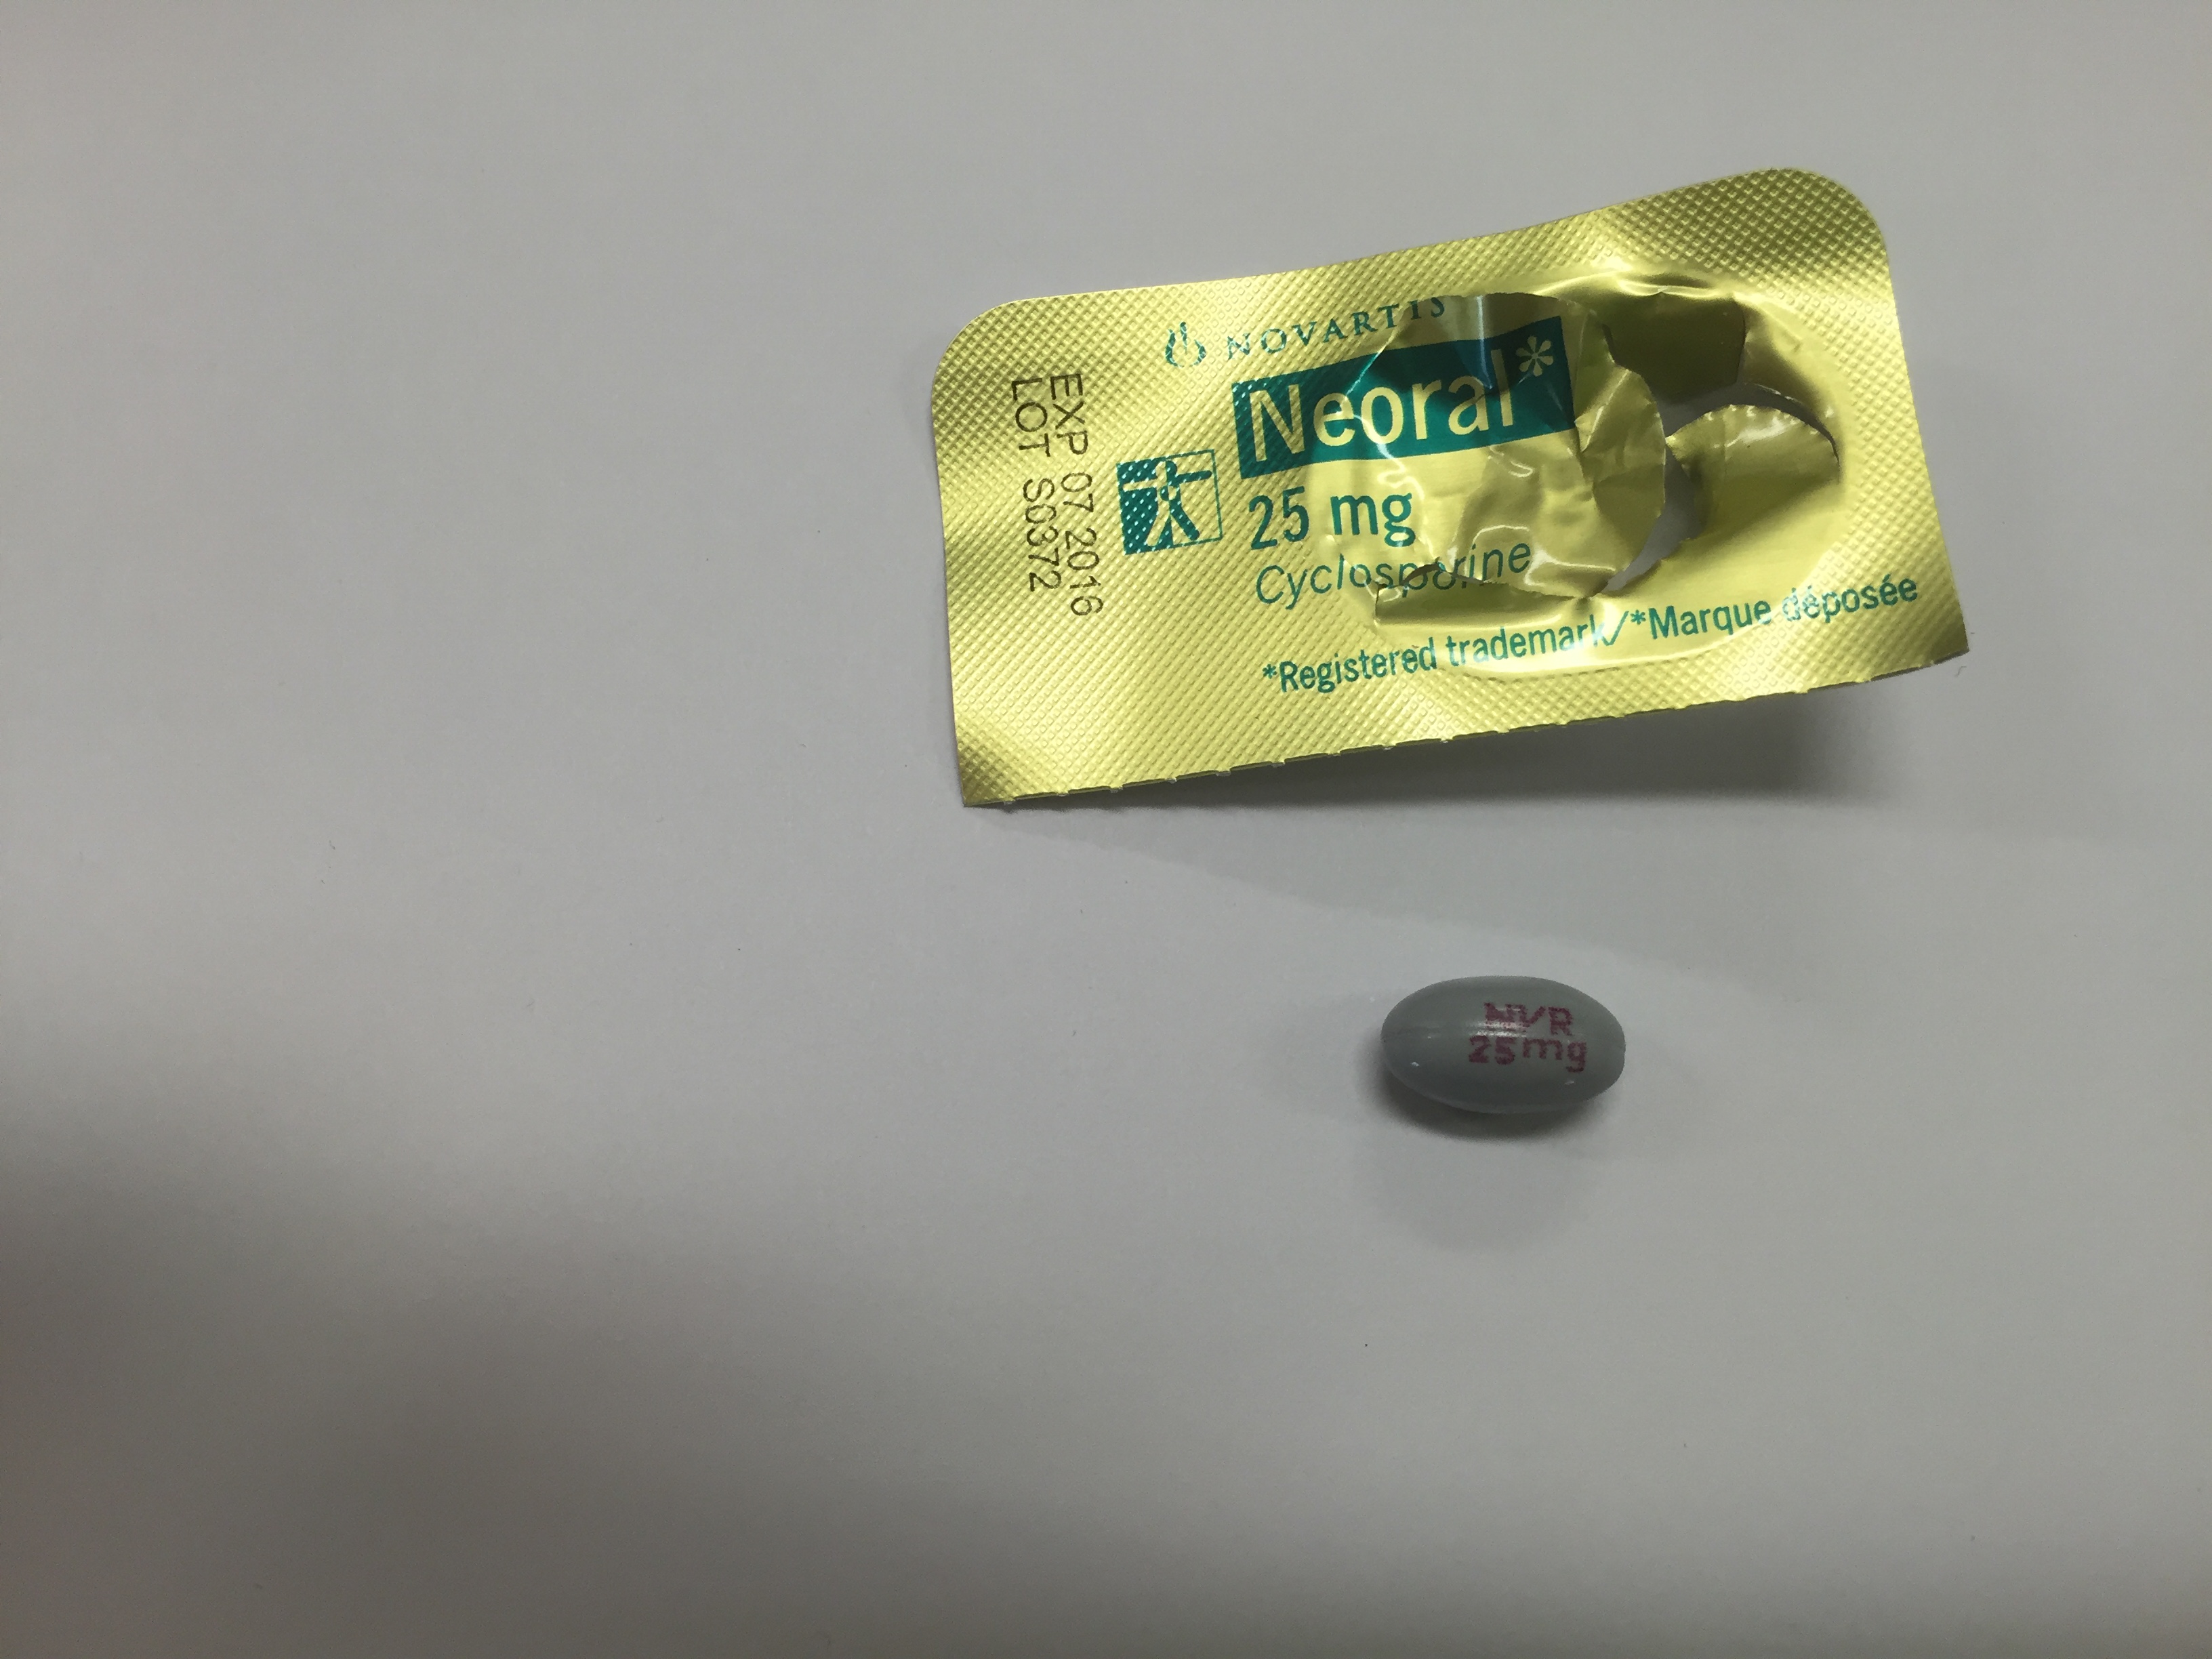 NVR
25mg
NOVARTIS
Neoral*
25 mg
Cyclosporine
*Registered trademark/*Marque déposée
EXP 07 2016
LOT S0372